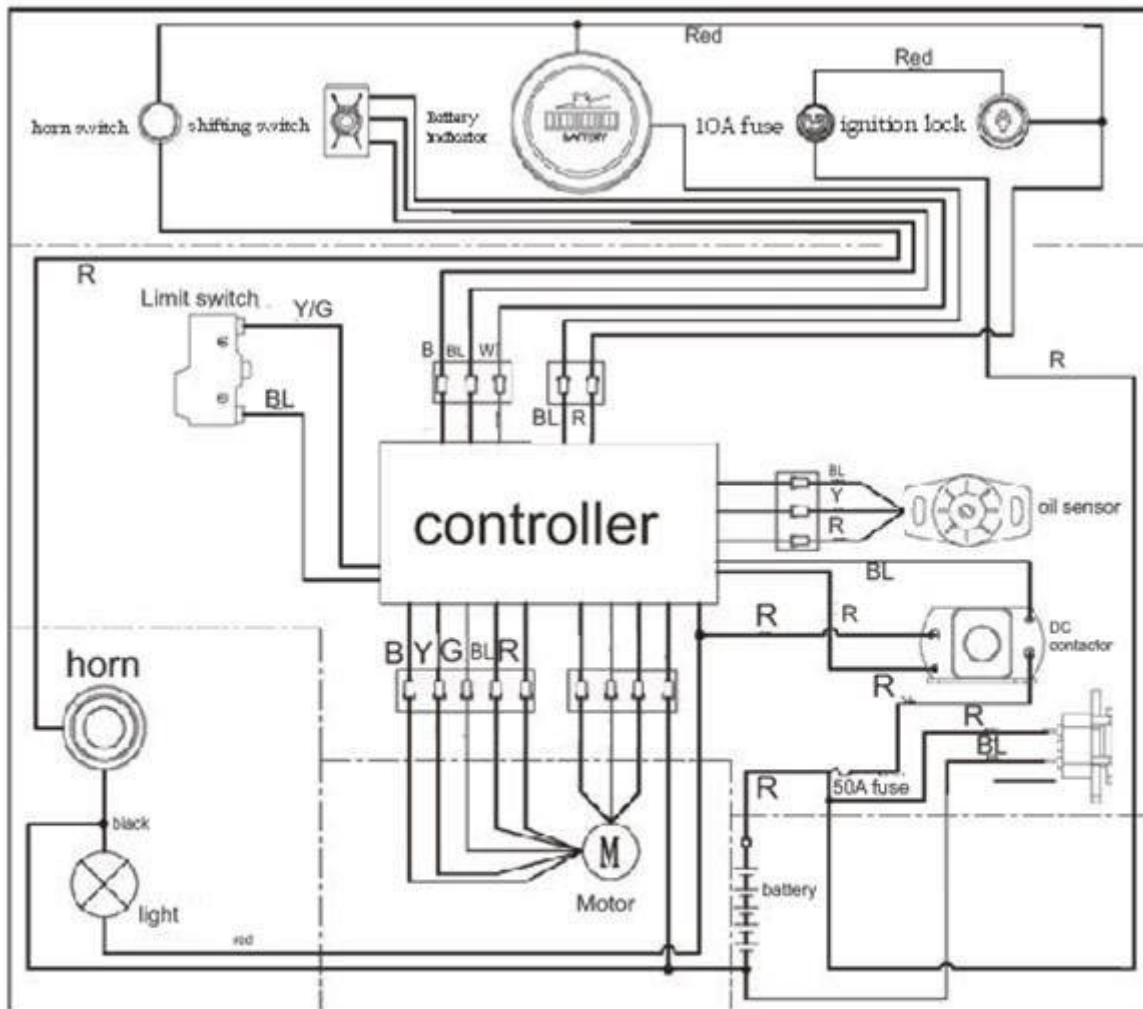 Red
Red
horn switch
shifting switch
Battery
indicator
BATTERY
10A fuse
ignition lock
R
Limit switch
Y/G
B
BL
W
R
BL
BL
R
controller
BL
Y
R
oil sensor
BL
R
R
DC
contactor
B
Y
G
BL
R
horn
R
R
BL
R
50A fuse
black
M
battery
light
Motor
red